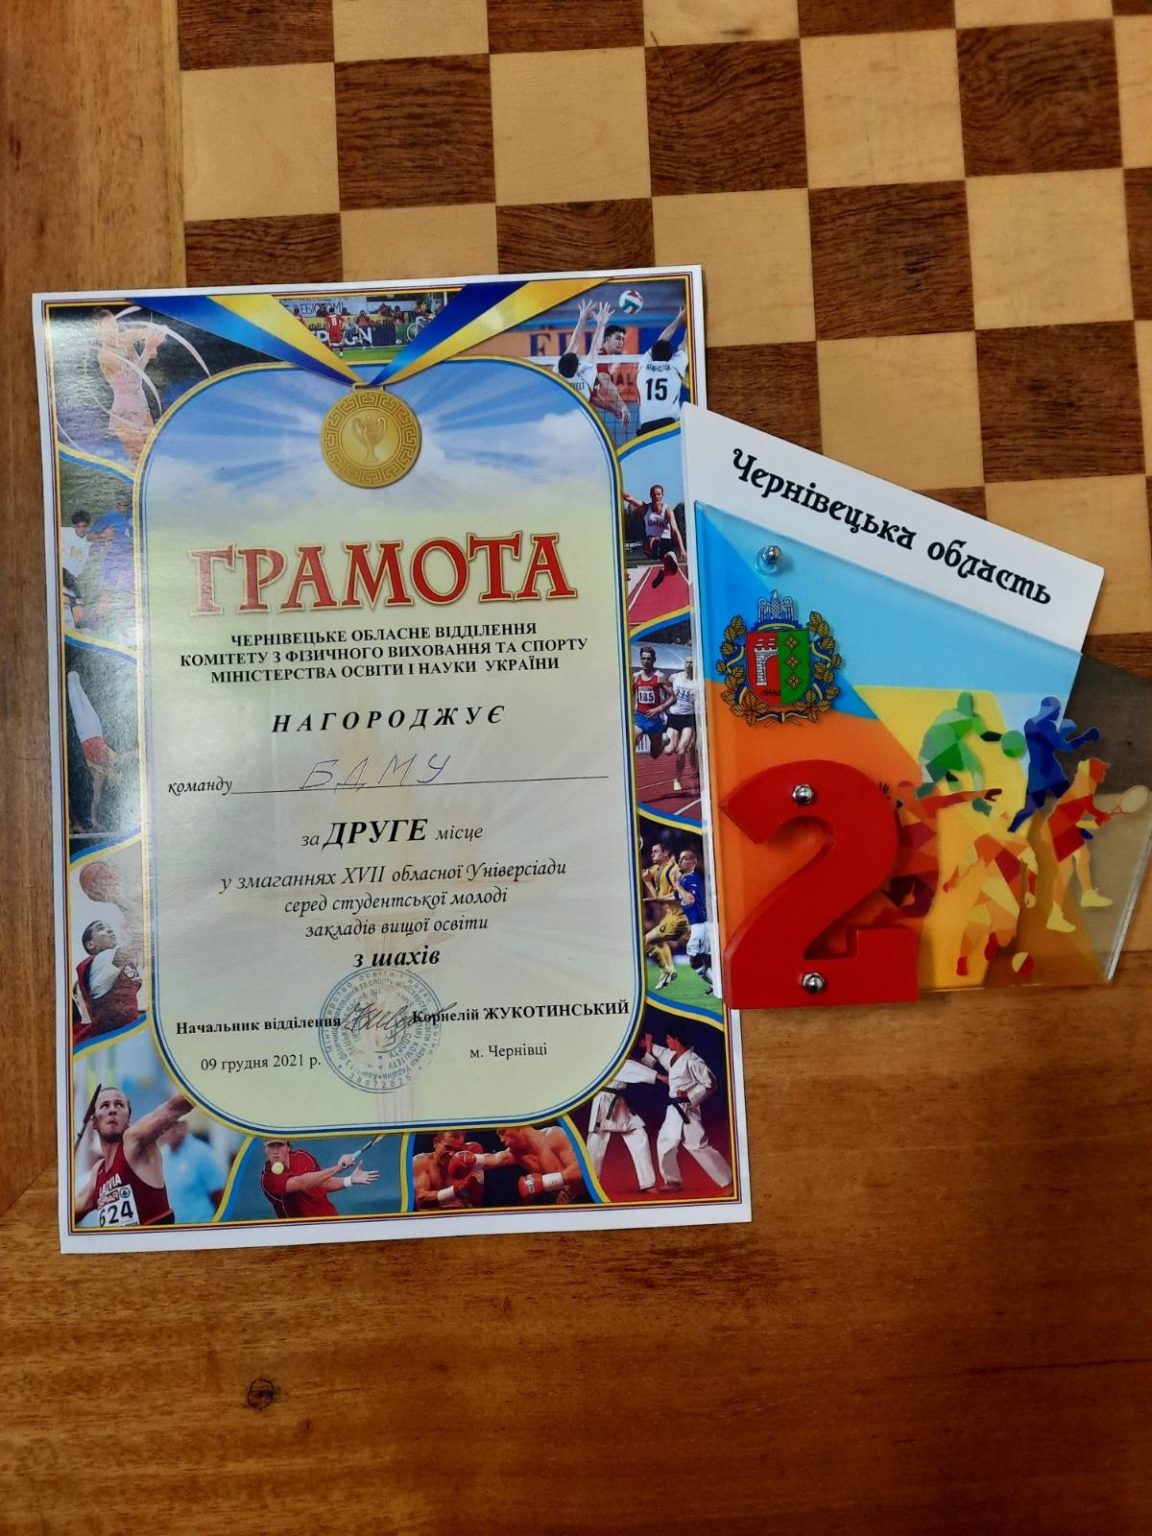 ГРАМОТА
ЧЕРНІВЕЦЬКЕ ОБЛАСНЕ ВІДДІЛЕННЯ
КОМІТЕТУ З ФІЗИЧНОГО ВИХОВАННЯ ТА СПОРТУ
МІНІСТЕРСТВА ОСВІТИ І НАУКИ УКРАЇНИ
НАГОРОДЖУЄ
команду БДМУ
за ДРУГЕ місце
у змаганнях XVII обласної Універсіади
серед студентської молоді
закладів вищої освіти
з шахів
Начальник відділення Корнелій ЖУКОТИНСЬКИЙ
09 грудня 2021 р. м. Чернівці
15
185
LATVIA
624
Чернівецька область
2